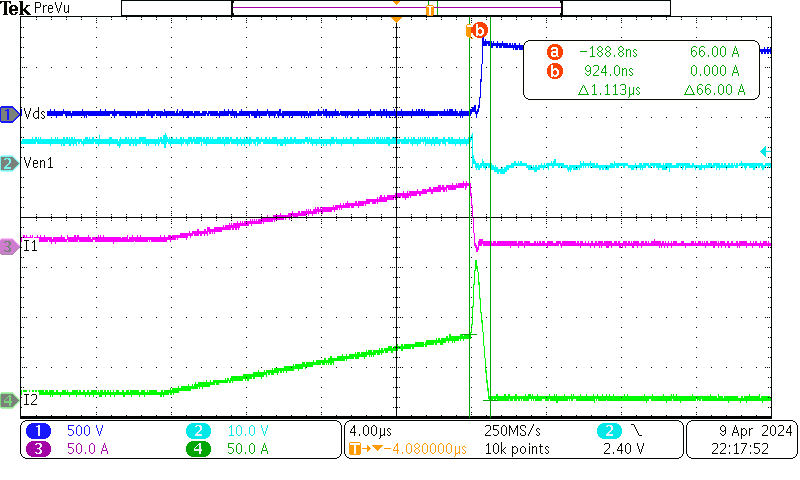 Tek PreVu
T
b
a −188.8ns 66.00 A
b 924.0ns 0.000 A
△1.113µs △66.00 A
1 Vds
2 Ven1
3 I1
4 I2
1 500 V 2 10.0 V 4.00µs 250MS/s 2 2.40 V 9 Apr 2024
3 50.0 A 4 50.0 A T→▼−4.080000µs 10k points 22:17:52